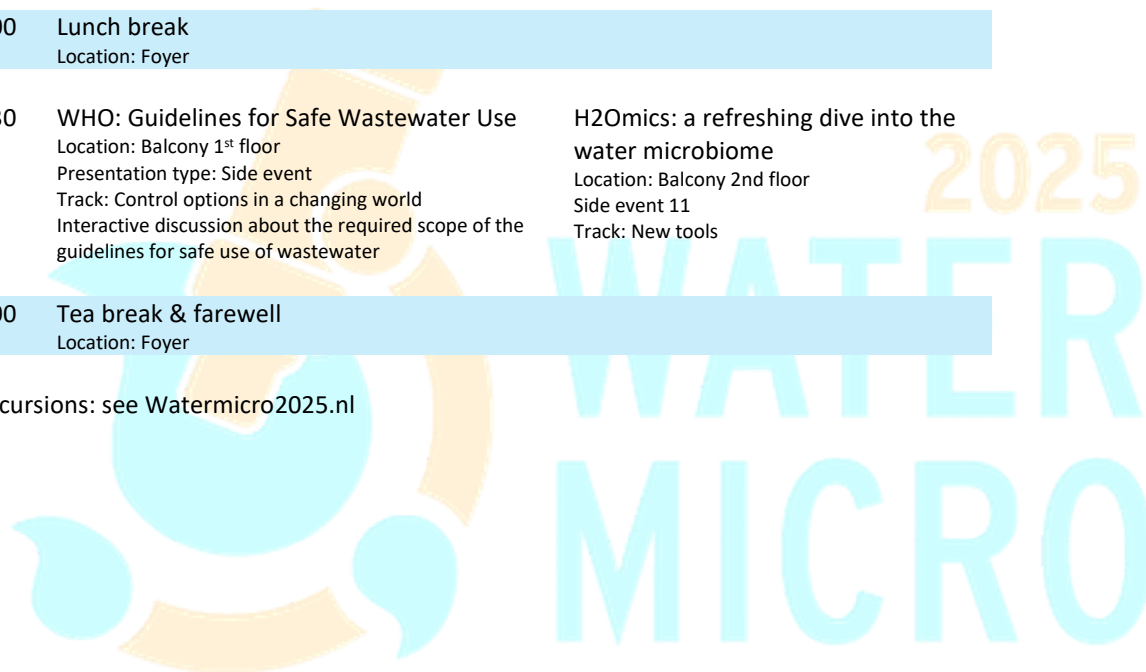 00 Lunch break
Location: Foyer
30 WHO: Guidelines for Safe Wastewater Use
Location: Balcony 1st floor
Presentation type: Side event
Track: Control options in a changing world
Interactive discussion about the required scope of the
guidelines for safe use of wastewater
H2Omics: a refreshing dive into the
water microbiome
Location: Balcony 2nd floor
Side event 11
Track: New tools
00 Tea break & farewell
Location: Foyer
cursions: see Watermicro2025.nl
2025
WATER
MICRO